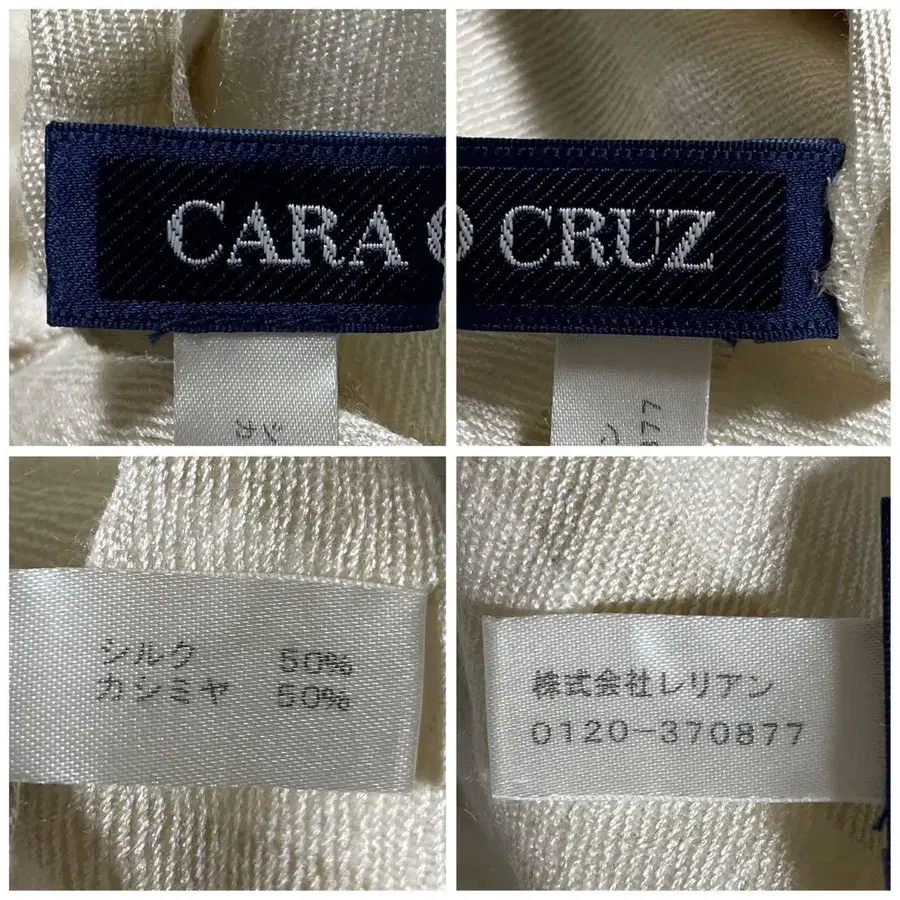 CARA O CRUZ
シルク 50%
カシミヤ 50%
株式会社レリアン
0120-370877